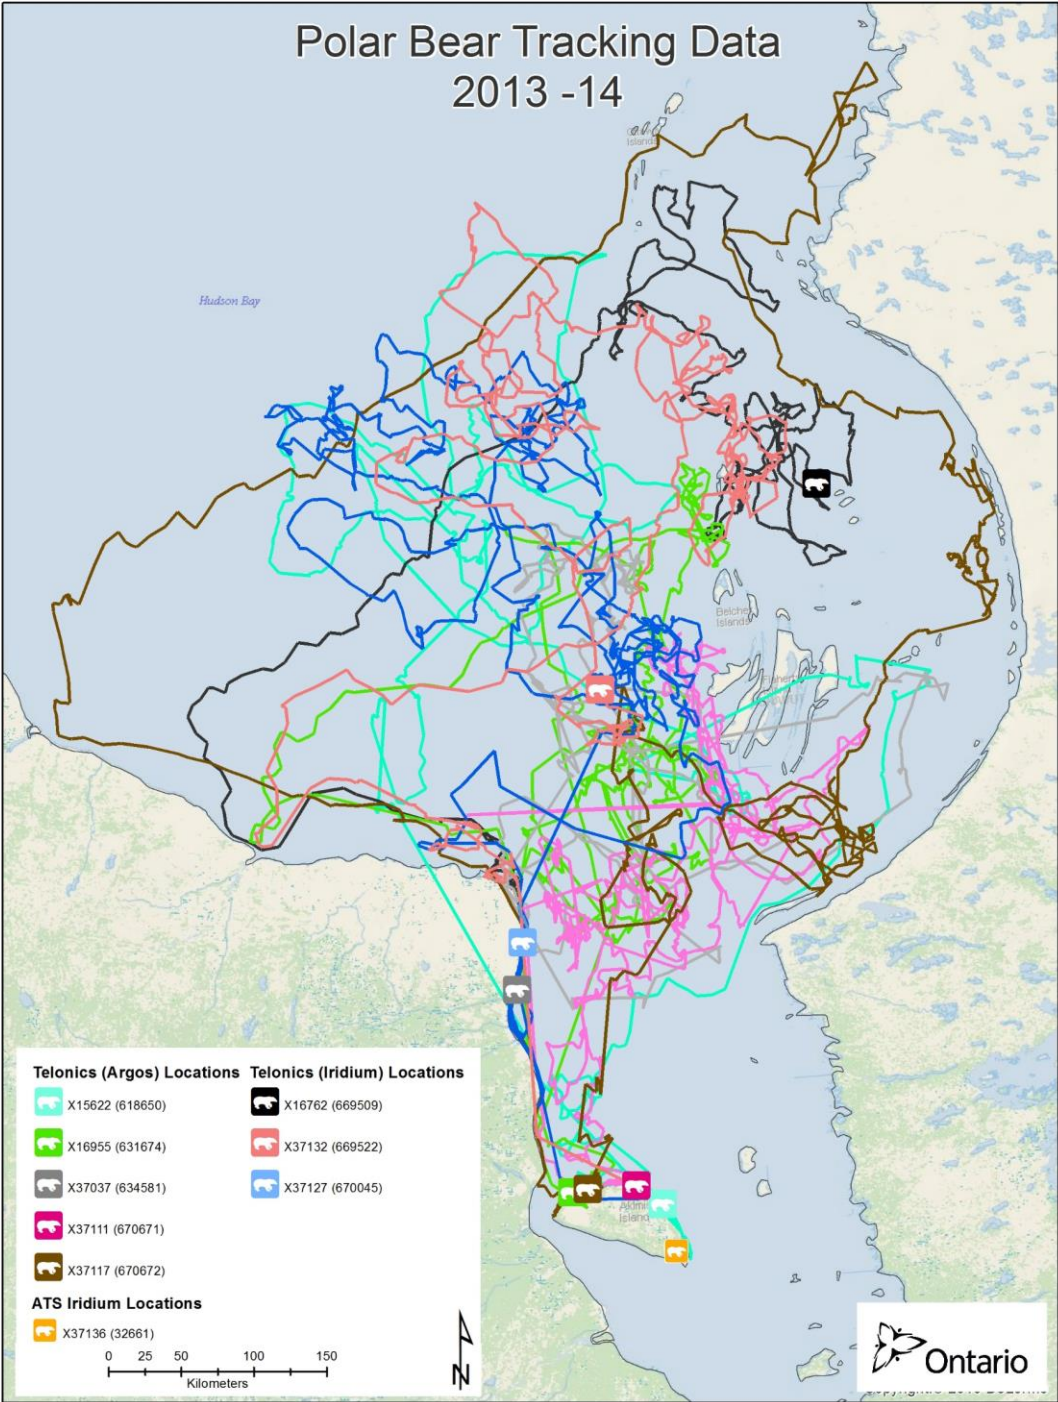 Polar Bear Tracking Data
2013 -14
Islands
Hudson Bay
Belcher
Islands
Island
Telonics (Argos) Locations
X15622 (618650)
X16955 (631674)
X37037 (634581)
X37111 (670671)
X37117 (670672)
Telonics (Iridium) Locations
X16762 (669509)
X37132 (669522)
X37127 (670045)
ATS Iridium Locations
X37136 (32661)
0 25 50 100 150
Kilometers
N
Ontario